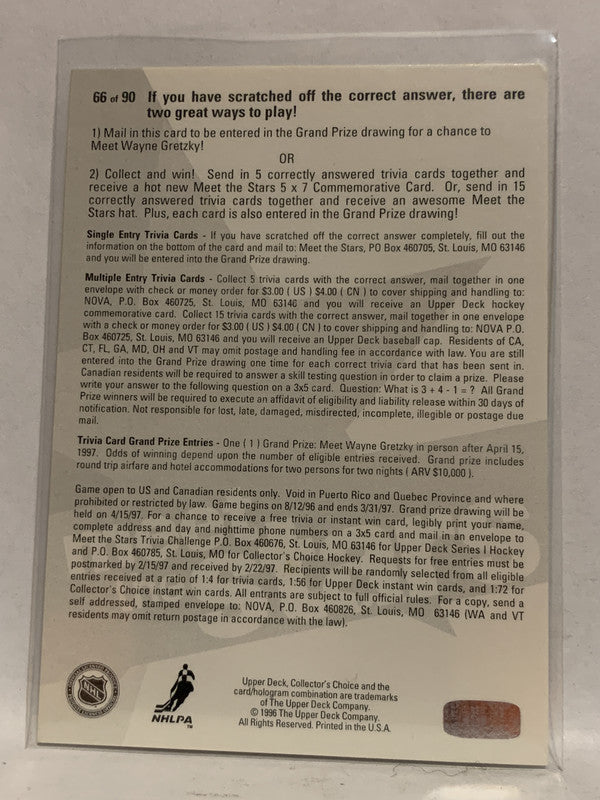 66 of 90 If you have scratched off the correct answer, there are
two great ways to play!
1) Mail in this card to be entered in the Grand Prize drawing for a chance to
Meet Wayne Gretzky!
OR
2) Collect and win! Send in 5 correctly answered trivia cards together and
receive a hot new Meet the Stars 5 x 7 Commemorative Card. Or, send in 15
correctly answered trivia cards together and receive an awesome Meet the
Stars hat. Plus, each card is also entered in the Grand Prize drawing!
Single Entry Trivia Cards - If you have scratched off the correct answer completely, fill out the
information on the bottom of the card and mail to: Meet the Stars, PO Box 460705, St. Louis, MO 63146
and you will be entered into the Grand Prize drawing.
Multiple Entry Trivia Cards - Collect 5 trivia cards with the correct answer, mail together in one
envelope with check or money order for $3.00 ( US ) $4.00 ( CN ) to cover shipping and handling to:
NOVA, P.O. Box 460725, St. Louis, MO 63146 and you will receive an Upper Deck hockey
commemorative card. Collect 15 trivia cards with the correct answer, mail together in one envelope
with a check or money order for $3.00 ( US ) $4.00 ( CN ) to cover shipping and handling to: NOVA P.O.
Box 460725, St. Louis, MO 63146 and you will receive an Upper Deck baseball cap. Residents of CA,
CT, FL, GA, MD, OH and VT may omit postage and handling fee in accordance with law. You are still
entered into the Grand Prize drawing one time for each correct trivia card that has been sent in.
Canadian residents will be required to answer a skill testing question in order to claim a prize. Please
write your answer to the following question on a 3x5 card. Question: What is 3 + 4 - 1 = ? All Grand
Prize winners will be required to execute an affidavit of eligibility and liability release within 30 days of
notification. Not responsible for lost, late, damaged, misdirected, incomplete, illegible or postage due
mail.
Trivia Card Grand Prize Entries - One ( 1 ) Grand Prize: Meet Wayne Gretzky in person after April 15,
1997. Odds of winning depend upon the number of eligible entries received. Grand prize includes
round trip airfare and hotel accommodations for two persons for two nights ( ARV $10,000 ).
Game open to US and Canadian residents only. Void in Puerto Rico and Quebec Province and where
prohibited or restricted by law. Game begins on 8/12/96 and ends 3/31/97. Grand prize drawing will be
held on 4/15/97. For a chance to receive a free trivia or instant win card, legibly print your name,
complete address and day and nighttime phone numbers on a 3x5 card and mail in an envelope to
Meet the Stars Trivia Challenge P.O. Box 460676, St. Louis, MO 63146 for Upper Deck Series I Hockey
and P.O. Box 460785, St. Louis, MO for Collector's Choice Hockey. Requests for free entries must be
postmarked by 2/15/97 and received by 2/22/97. Recipients will be randomly selected from all eligible
entries received at a ratio of 1:4 for trivia cards, 1:56 for Upper Deck instant win cards, and 1:72 for
Collector's Choice instant win cards. All entrants are subject to full official rules. For a copy, send a
self addressed, stamped envelope to: NOVA, P.O. Box 460826, St. Louis, MO 63146 (WA and VT
residents may omit return postage in accordance with the law).
NHL
NHLPA
TM
Upper Deck, Collector's Choice and the
card/hologram combination are trademarks
of The Upper Deck Company.
© 1996 The Upper Deck Company.
All Rights Reserved. Printed in the U.S.A.